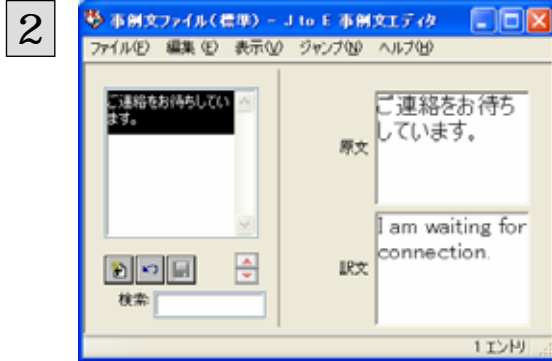 2
事例文ファイル(標準) - J to E 事例文エディタ
ファイル(F) 編集(E) 表示(V) ジャンプ(N) ヘルプ(H)
ご連絡をお待ちしてい
ます。
原文
ご連絡をお待ち
しています。
訳文
I am waiting for
connection.
検索:
1 エントリ